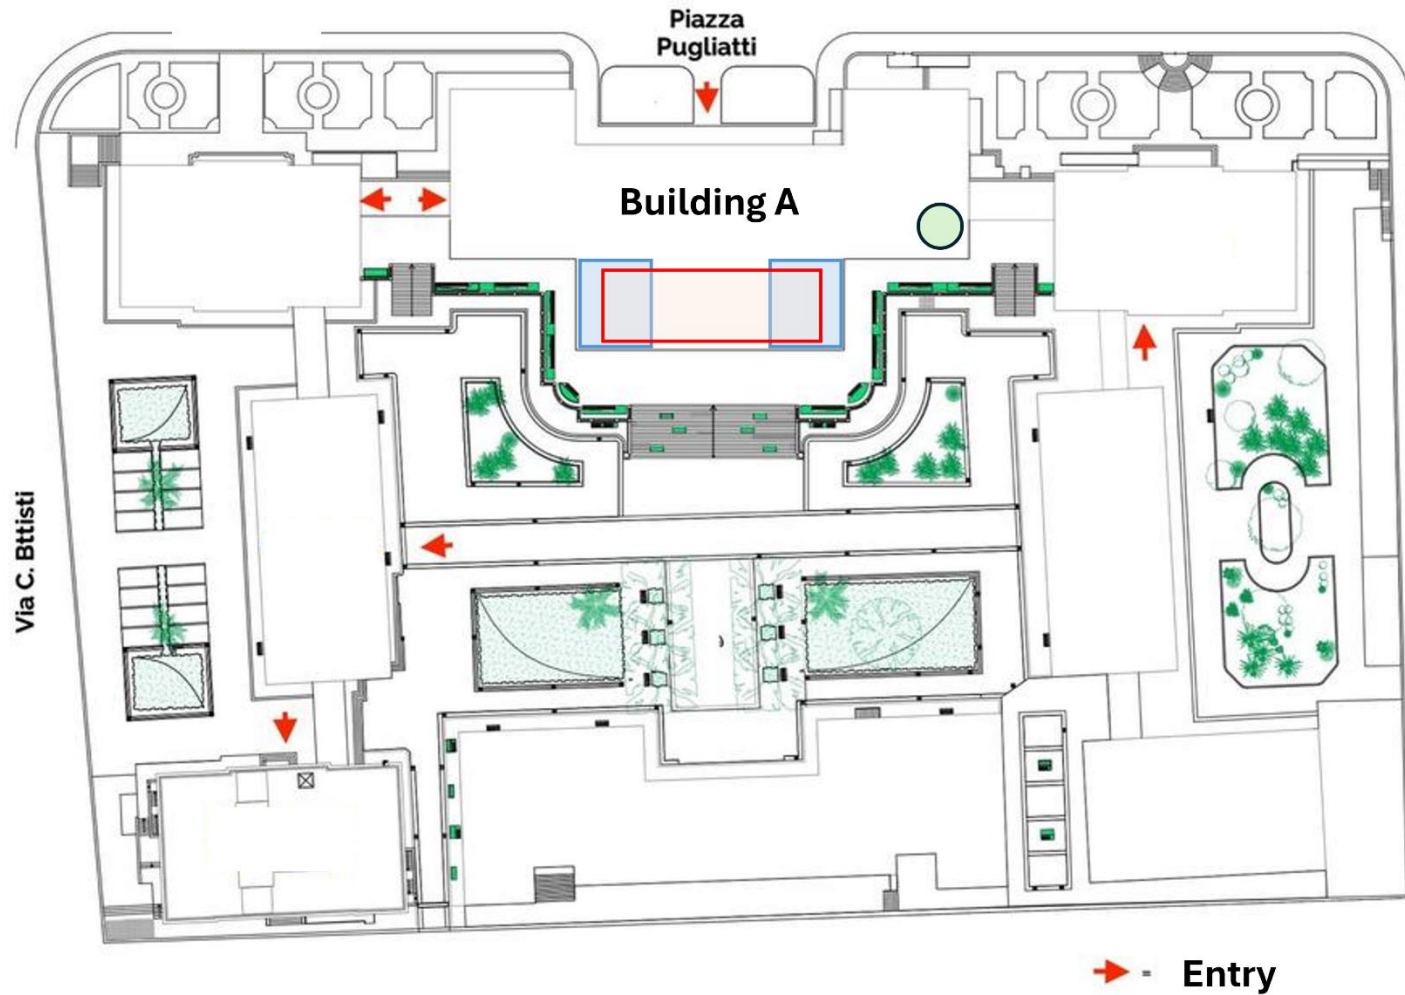 Piazza
Pugliatti
Building A
Via C. Bttisti
= Entry